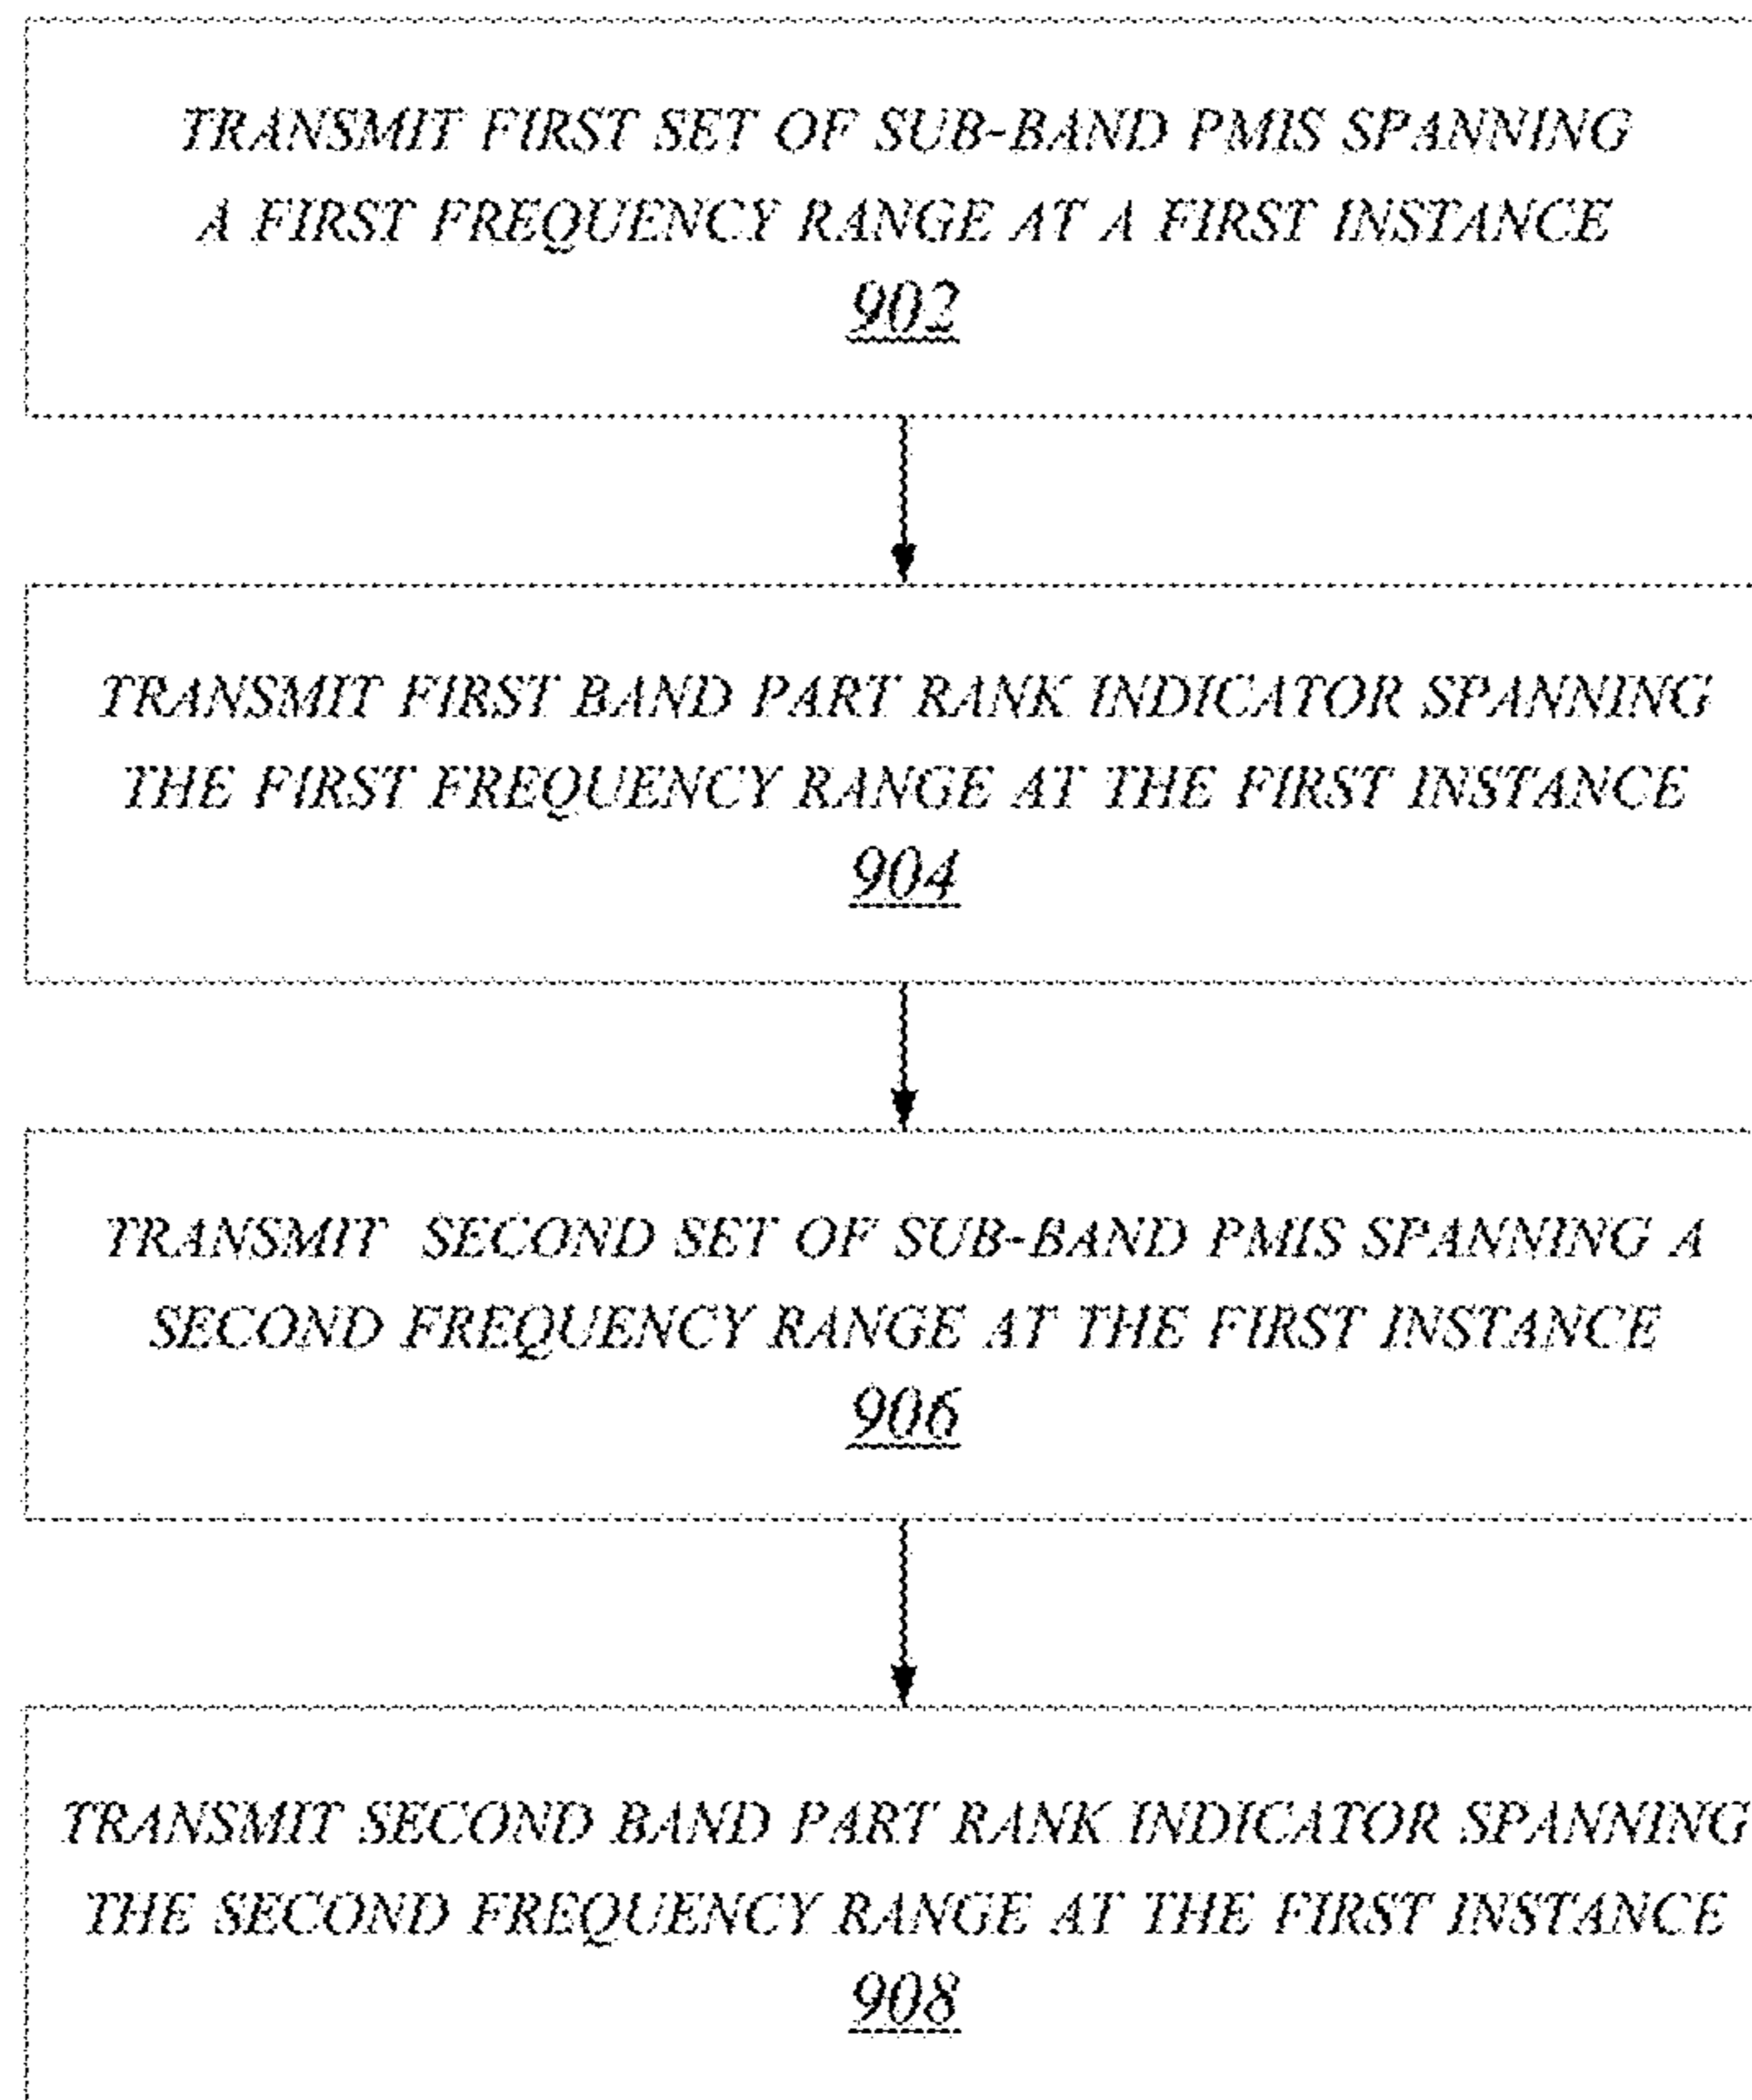 TRANSMIT FIRST SET OF SUB-BAND PMIS SPANNING
A FIRST FREQUENCY RANGE AT A FIRST INSTANCE
902
TRANSMIT FIRST BAND PART RANK INDICATOR SPANNING
THE FIRST FREQUENCY RANGE AT THE FIRST INSTANCE
904
TRANSMIT SECOND SET OF SUB-BAND PMIS SPANNING A
SECOND FREQUENCY RANGE AT THE FIRST INSTANCE
906
TRANSMIT SECOND BAND PART RANK INDICATOR SPANNING
THE SECOND FREQUENCY RANGE AT THE FIRST INSTANCE
908